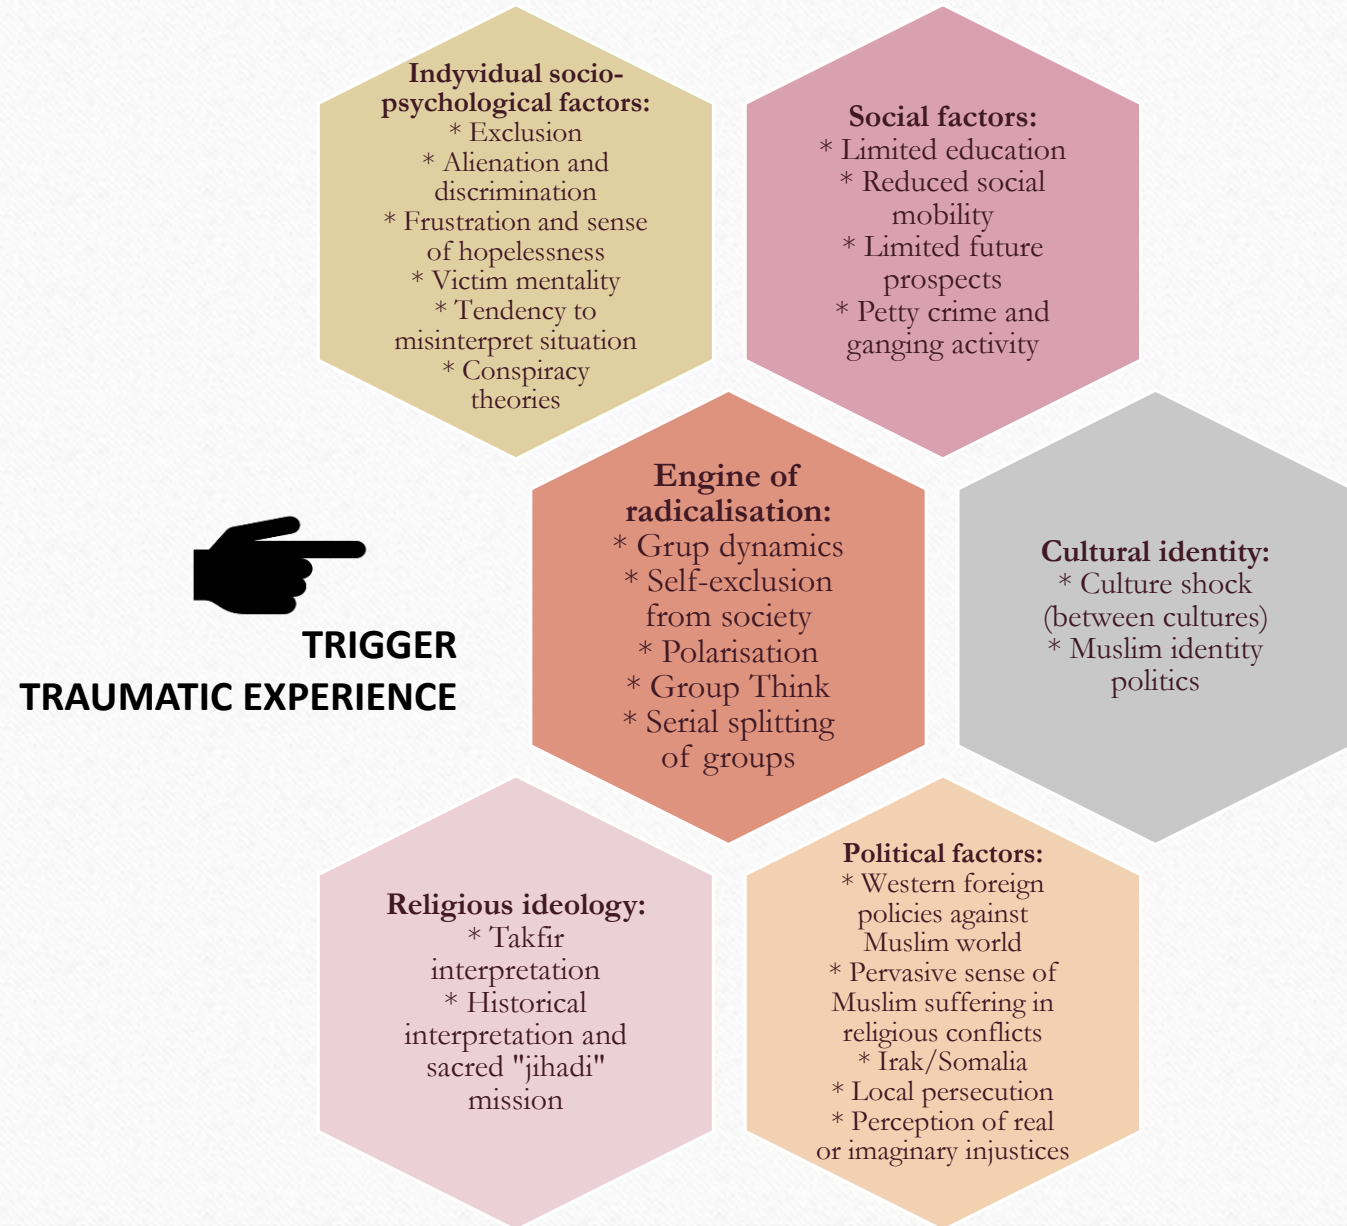 Indyvidual socio-
psychological factors:
* Exclusion
* Alienation and
discrimination
* Frustration and sense
of hopelessness
* Victim mentality
* Tendency to
misinterpret situation
* Conspiracy
theories
Social factors:
* Limited education
* Reduced social
mobility
* Limited future
prospects
* Petty crime and
ganging activity
TRIGGER
TRAUMATIC EXPERIENCE
Engine of
radicalisation:
* Grup dynamics
* Self-exclusion
from society
* Polarisation
* Group Think
* Serial splitting
of groups
Cultural identity:
* Culture shock
(between cultures)
* Muslim identity
politics
Religious ideology:
* Takfir
interpretation
* Historical
interpretation and
sacred "jihadi"
mission
Political factors:
* Western foreign
policies against
Muslim world
* Pervasive sense of
Muslim suffering in
religious conflicts
* Irak/Somalia
* Local persecution
* Perception of real
or imaginary injustices